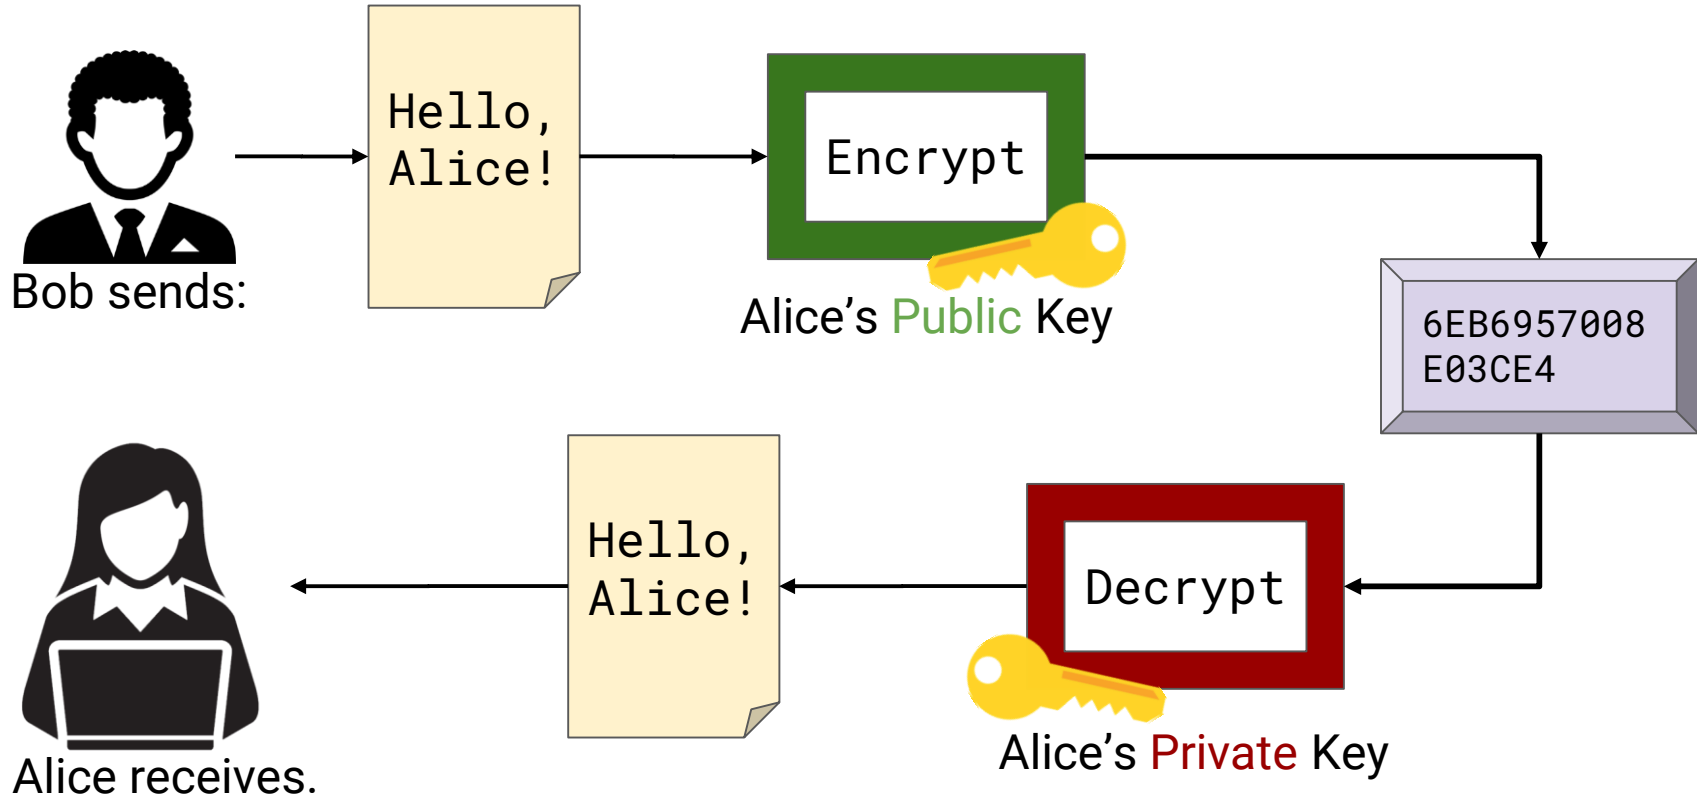 Bob sends:
Hello,
Alice!
Encrypt
Alice’s Public Key
6EB6957008
E03CE4
Decrypt
Alice’s Private Key
Hello,
Alice!
Alice receives.